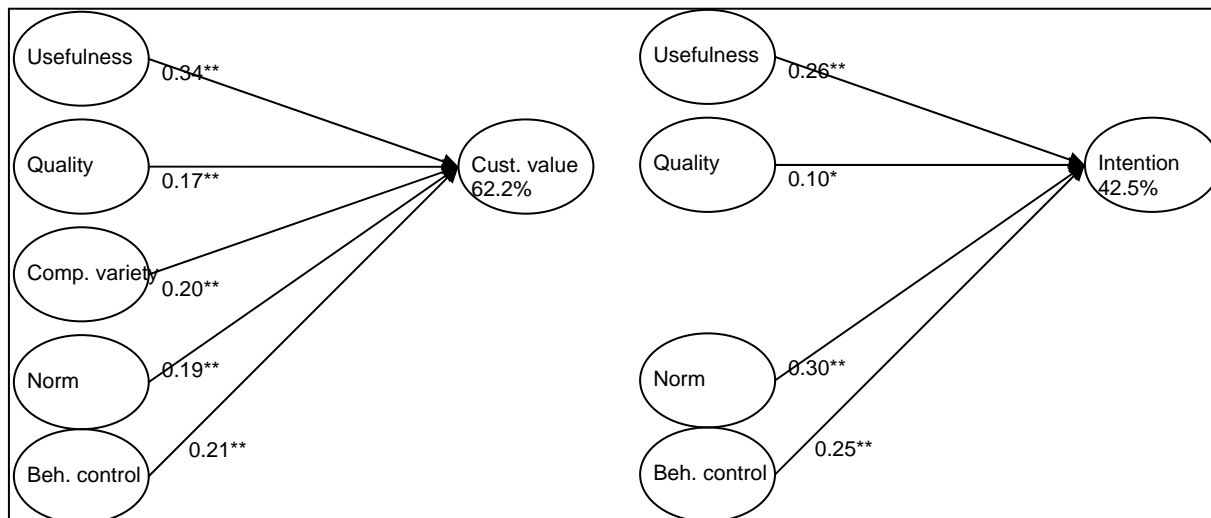 Usefulness
0.34**
Quality
0.17**
Comp. variety
0.20**
Norm
0.19**
Beh. control
0.21**
Cust. value
62.2%
Usefulness
0.26**
Quality
0.10*
Norm
0.30**
Beh. control
0.25**
Intention
42.5%